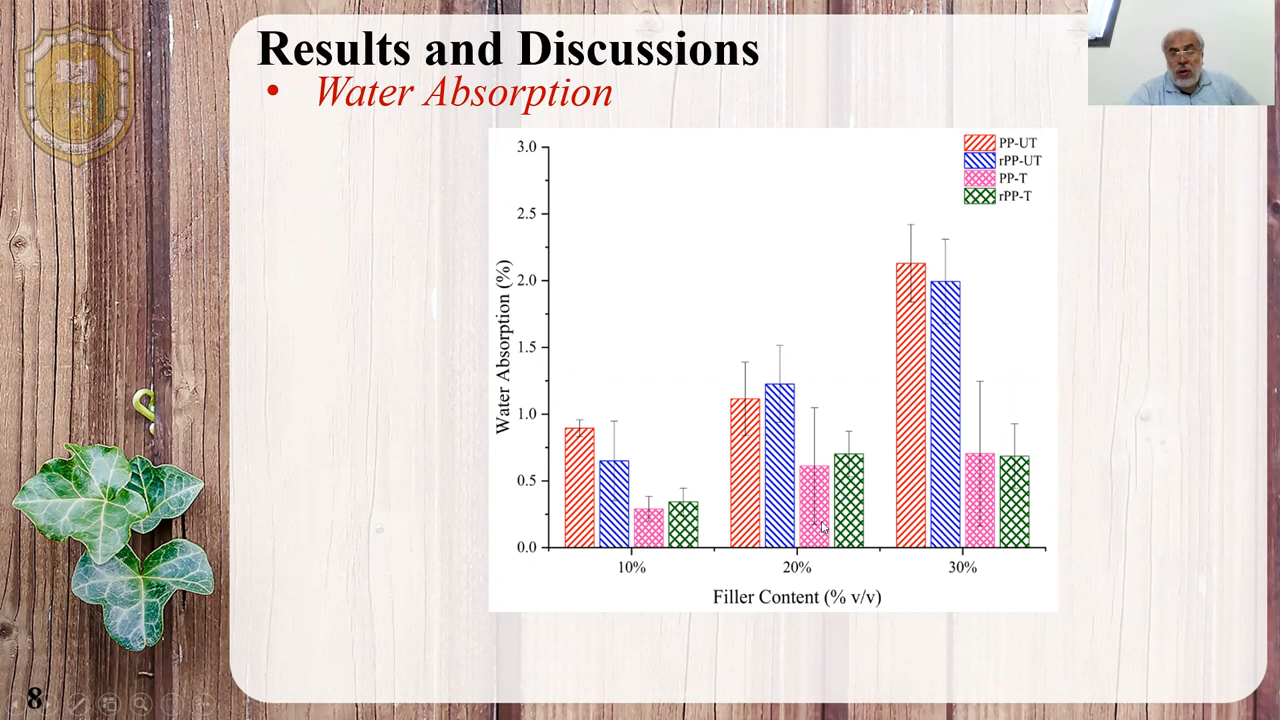 Results and Discussions
• Water Absorption
PP-UT
rPP-UT
PP-T
rPP-T
3.0
2.5
2.0
1.5
1.0
0.5
0.0
Water Absorption (%)
10% 20% 30%
Filler Content (% v/v)
8